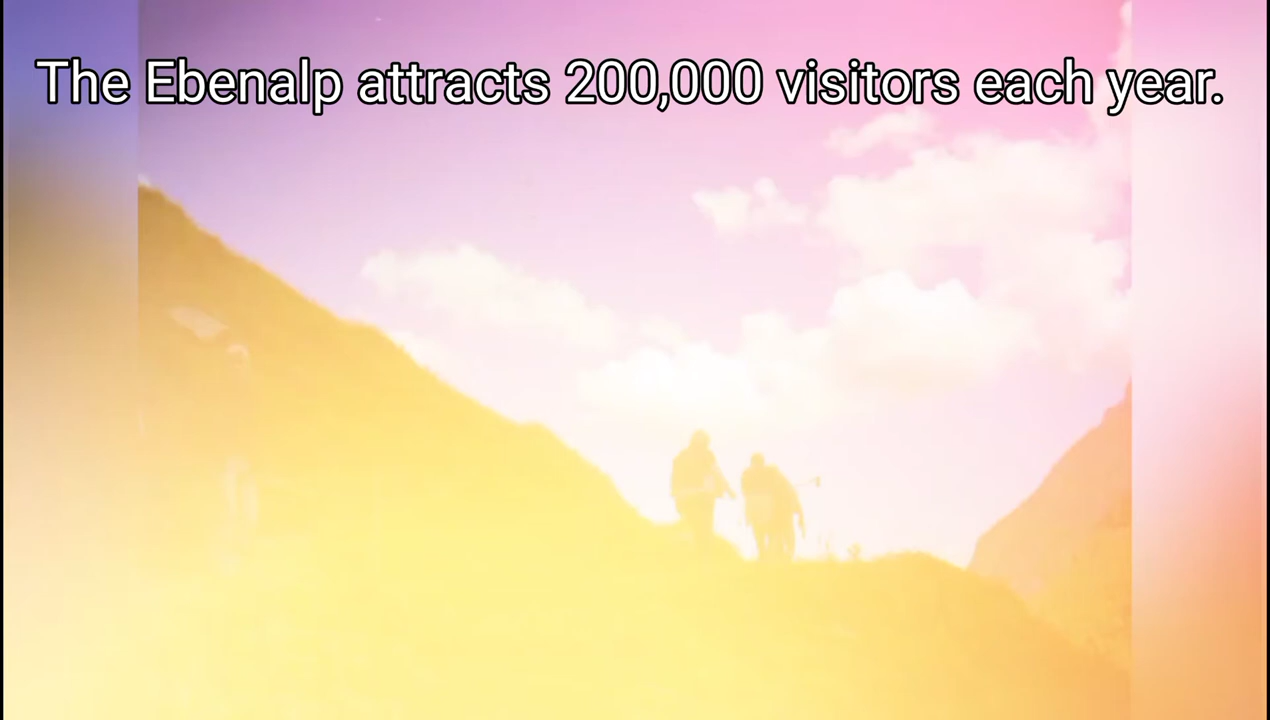 The Ebenalp attracts 200,000 visitors each year.